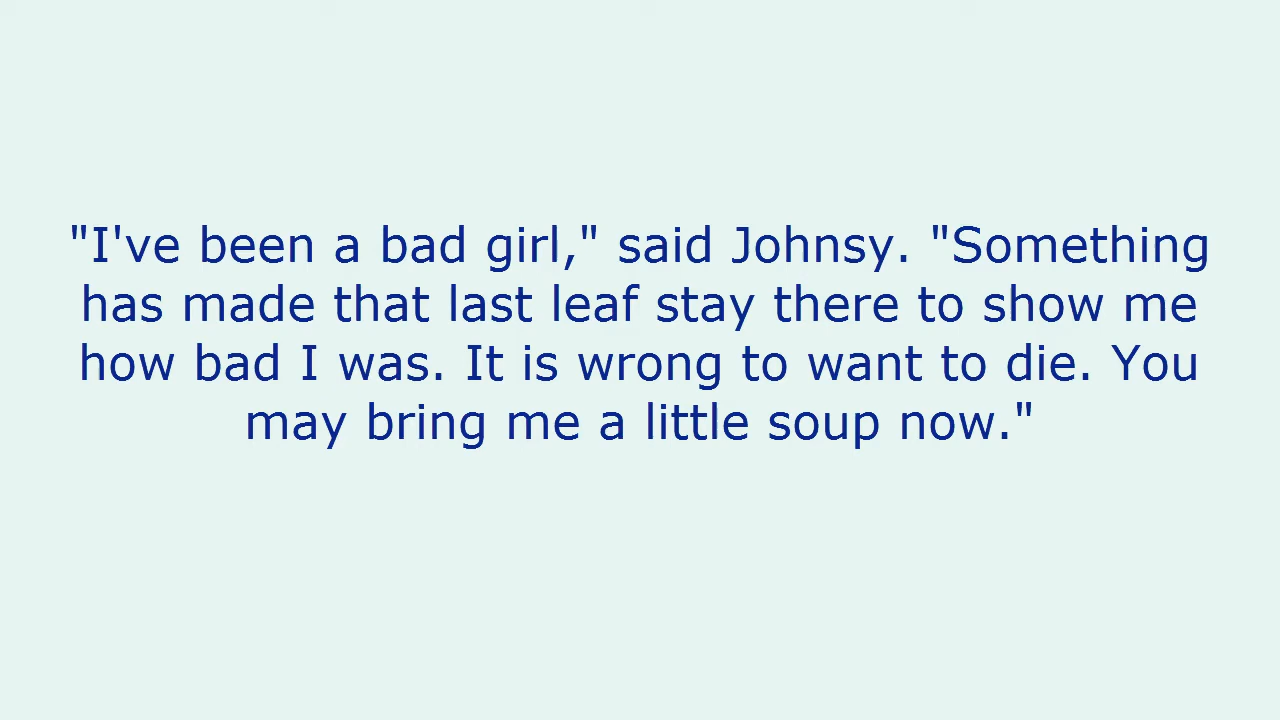 "I've been a bad girl," said Johnsy. "Something
has made that last leaf stay there to show me
how bad I was. It is wrong to want to die. You
may bring me a little soup now."